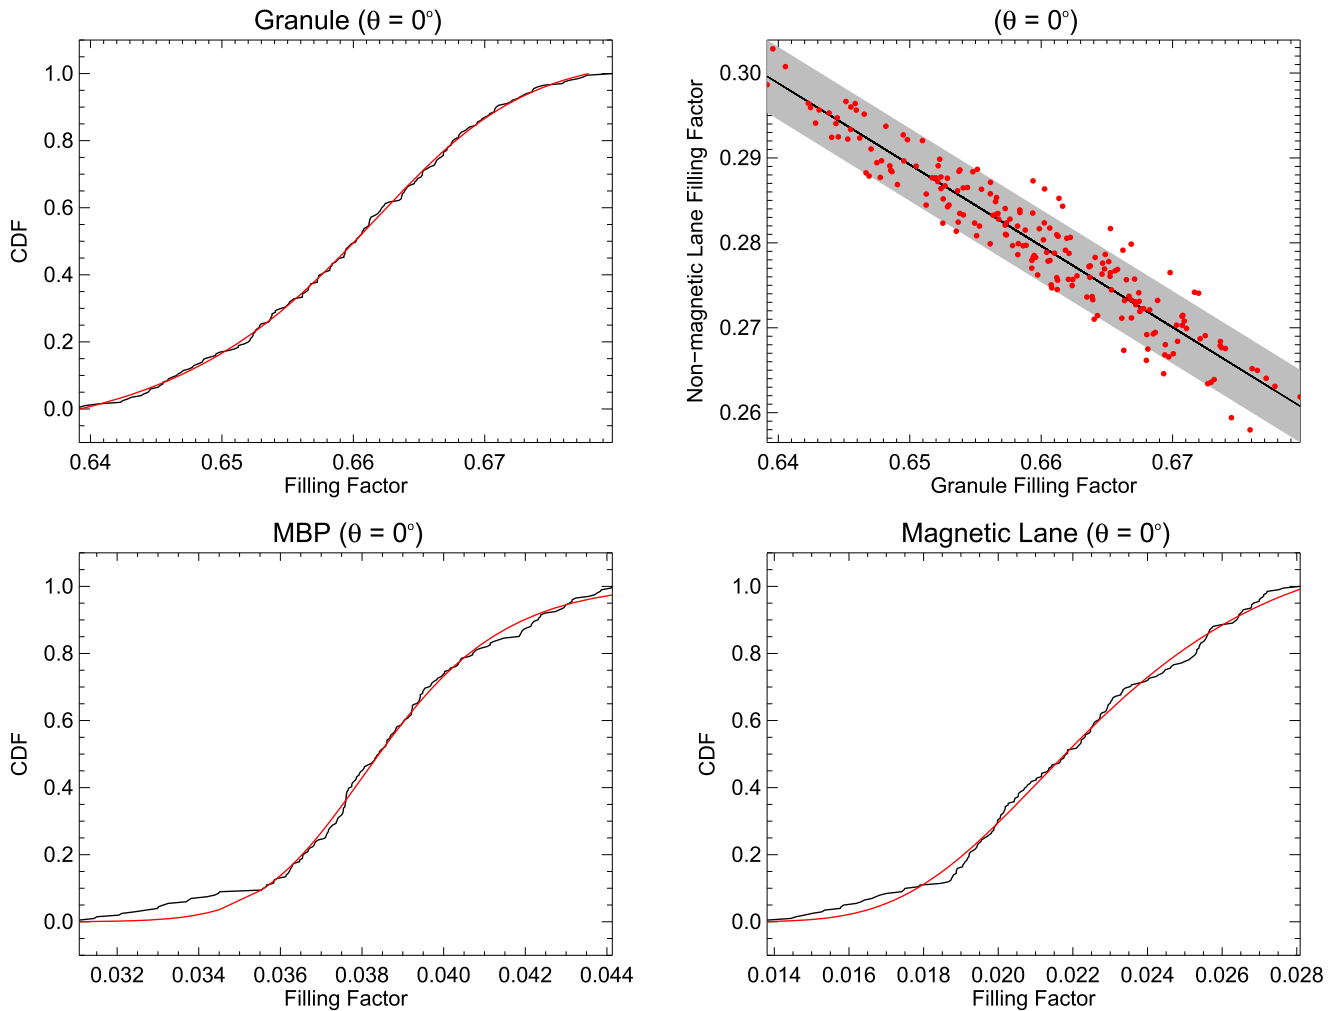 Granule (θ = 0°)
CDF
1.0
0.8
0.6
0.4
0.2
0.0
0.64 0.65 0.66 0.67
Filling Factor
(θ = 0°)
Non−magnetic Lane Filling Factor
0.30
0.29
0.28
0.27
0.26
0.64 0.65 0.66 0.67
Granule Filling Factor
MBP (θ = 0°)
CDF
1.0
0.8
0.6
0.4
0.2
0.0
0.032 0.034 0.036 0.038 0.040 0.042 0.044
Filling Factor
Magnetic Lane (θ = 0°)
CDF
1.0
0.8
0.6
0.4
0.2
0.0
0.014 0.016 0.018 0.020 0.022 0.024 0.026 0.028
Filling Factor